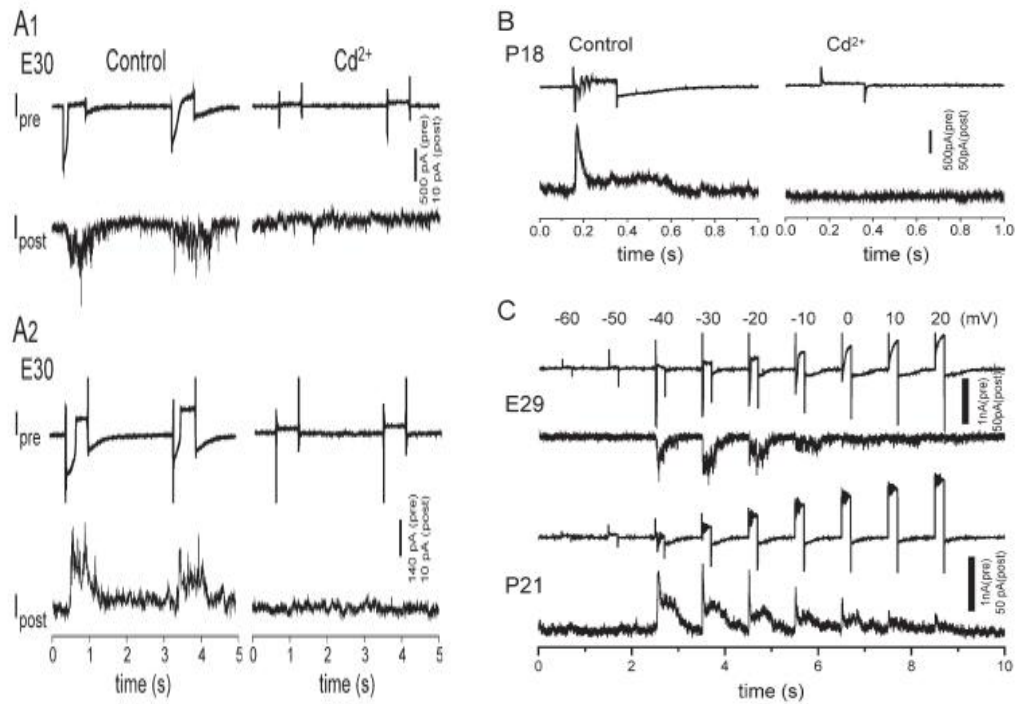 A1
E30 Control Cd2+
Ipre
500 pA (pre)
10 pA (post)
Ipost
A2
E30
Ipre
140 pA (pre)
10 pA (post)
Ipost
0 1 2 3 4 5 0 1 2 3 4 5
time (s) time (s)
B
P18 Control Cd2+
500pA(pre)
50pA(post)
0.0 0.2 0.4 0.6 0.8 1.0 0.0 0.2 0.4 0.6 0.8 1.0
time (s) time (s)
C -60 -50 -40 -30 -20 -10 0 10 20 (mV)
E29
1nA(pre)
50pA(post)
P21
1nA(pre)
50 pA(post)
0 2 4 6 8 10
time (s)